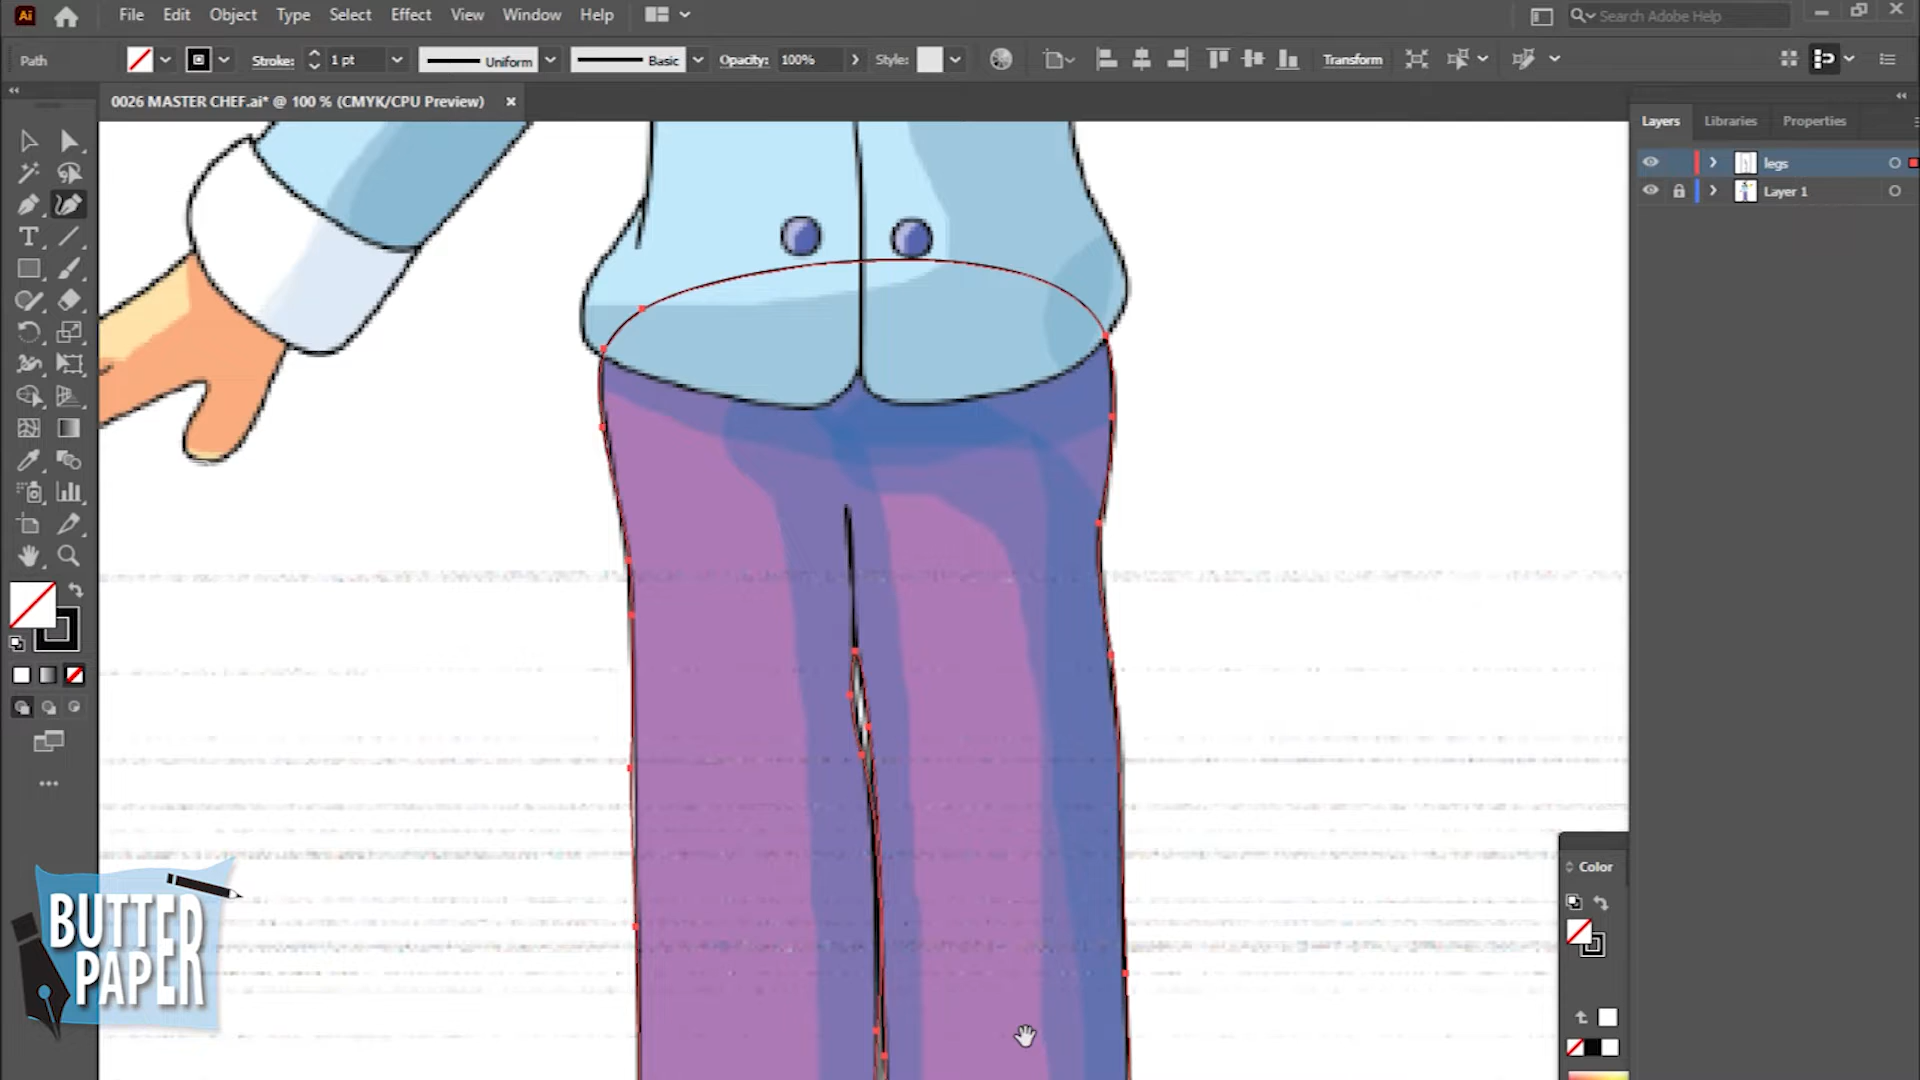 Ai File Edit Object Type Select Effect View Window Help Search Adobe Help
Path Stroke: 1 pt Uniform Basic Opacity: 100% Style: Transform
0026 MASTER CHEF.ai* @ 100 % (CMYK/CPU Preview) ×
Layers Libraries Properties
legs
Layer 1
Color
BUTTER
PAPER